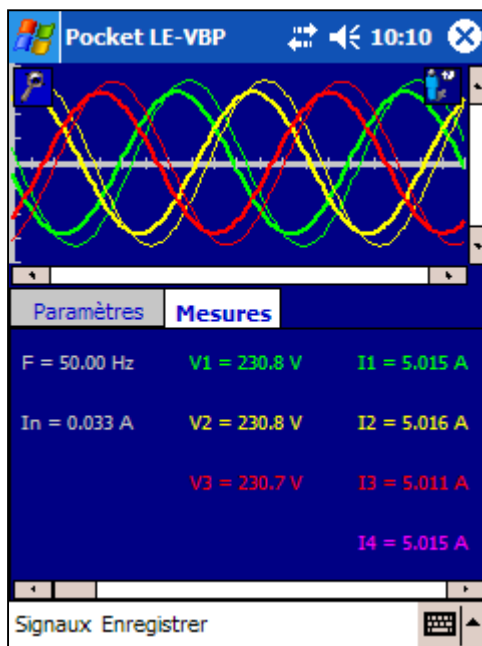 Pocket LE-VBP 10:10
Paramètres Mesures
F = 50.00 Hz V1 = 230.8 V I1 = 5.015 A
In = 0.033 A V2 = 230.8 V I2 = 5.016 A
V3 = 230.7 V I3 = 5.011 A
I4 = 5.015 A
Signaux Enregistrer